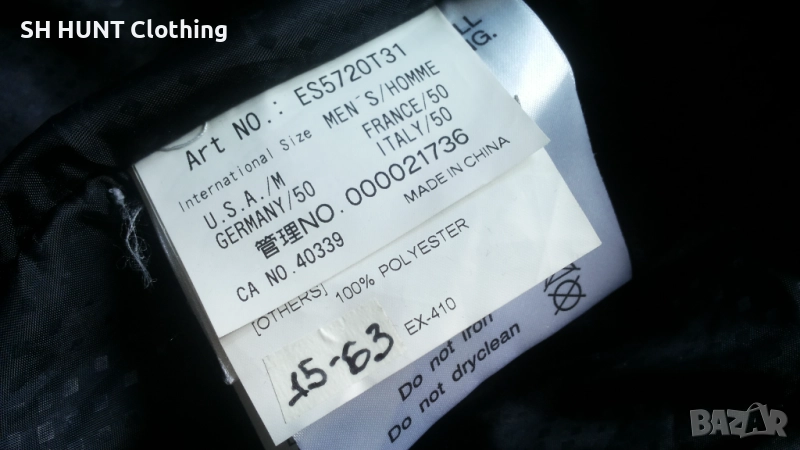 SH HUNT Clothing
LL
NG.
Art NO.: ES5720T31
International Size MEN´S/HOMME
U.S.A./M FRANCE/50
GERMANY/50 ITALY/50
管理NO.000021736
CA NO.40339 MADE IN CHINA
[OTHERS] 100% POLYESTER
EX-410
15-63
Do not iron
Do not dryclean
BAZAR